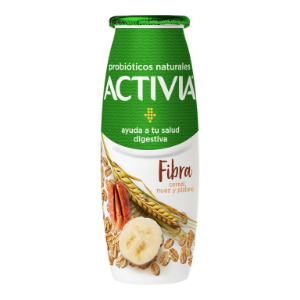 probióticos naturales
ACTIVIA
ayuda a tu salud
digestiva
Fibra
cereal,
nuez y plátano